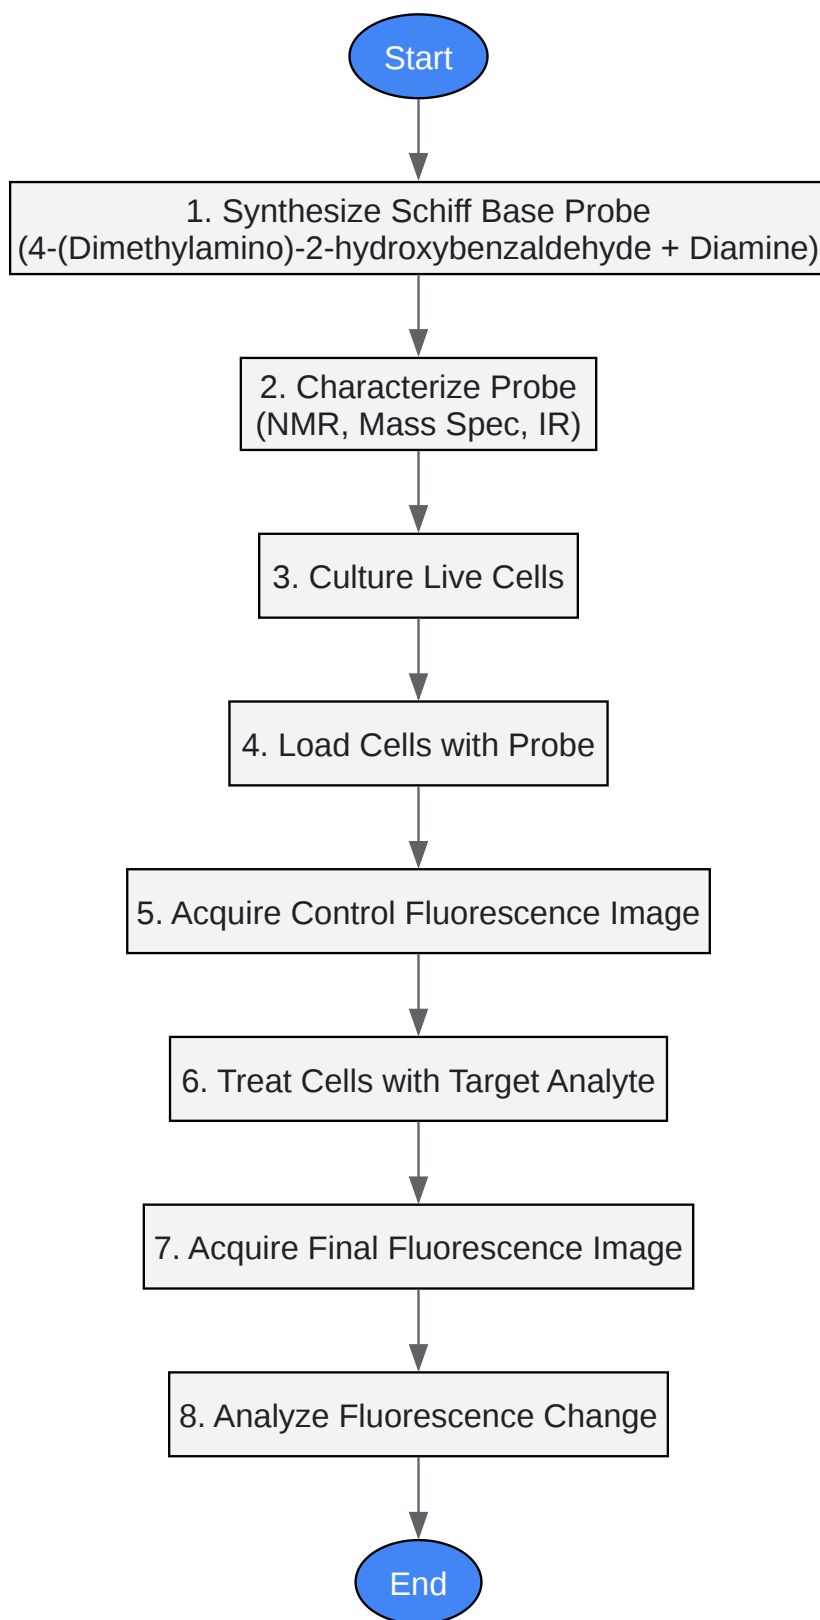 Start
1. Synthesize Schiff Base Probe
(4-(Dimethylamino)-2-hydroxybenzaldehyde + Diamine)
2. Characterize Probe
(NMR, Mass Spec, IR)
3. Culture Live Cells
4. Load Cells with Probe
5. Acquire Control Fluorescence Image
6. Treat Cells with Target Analyte
7. Acquire Final Fluorescence Image
8. Analyze Fluorescence Change
End